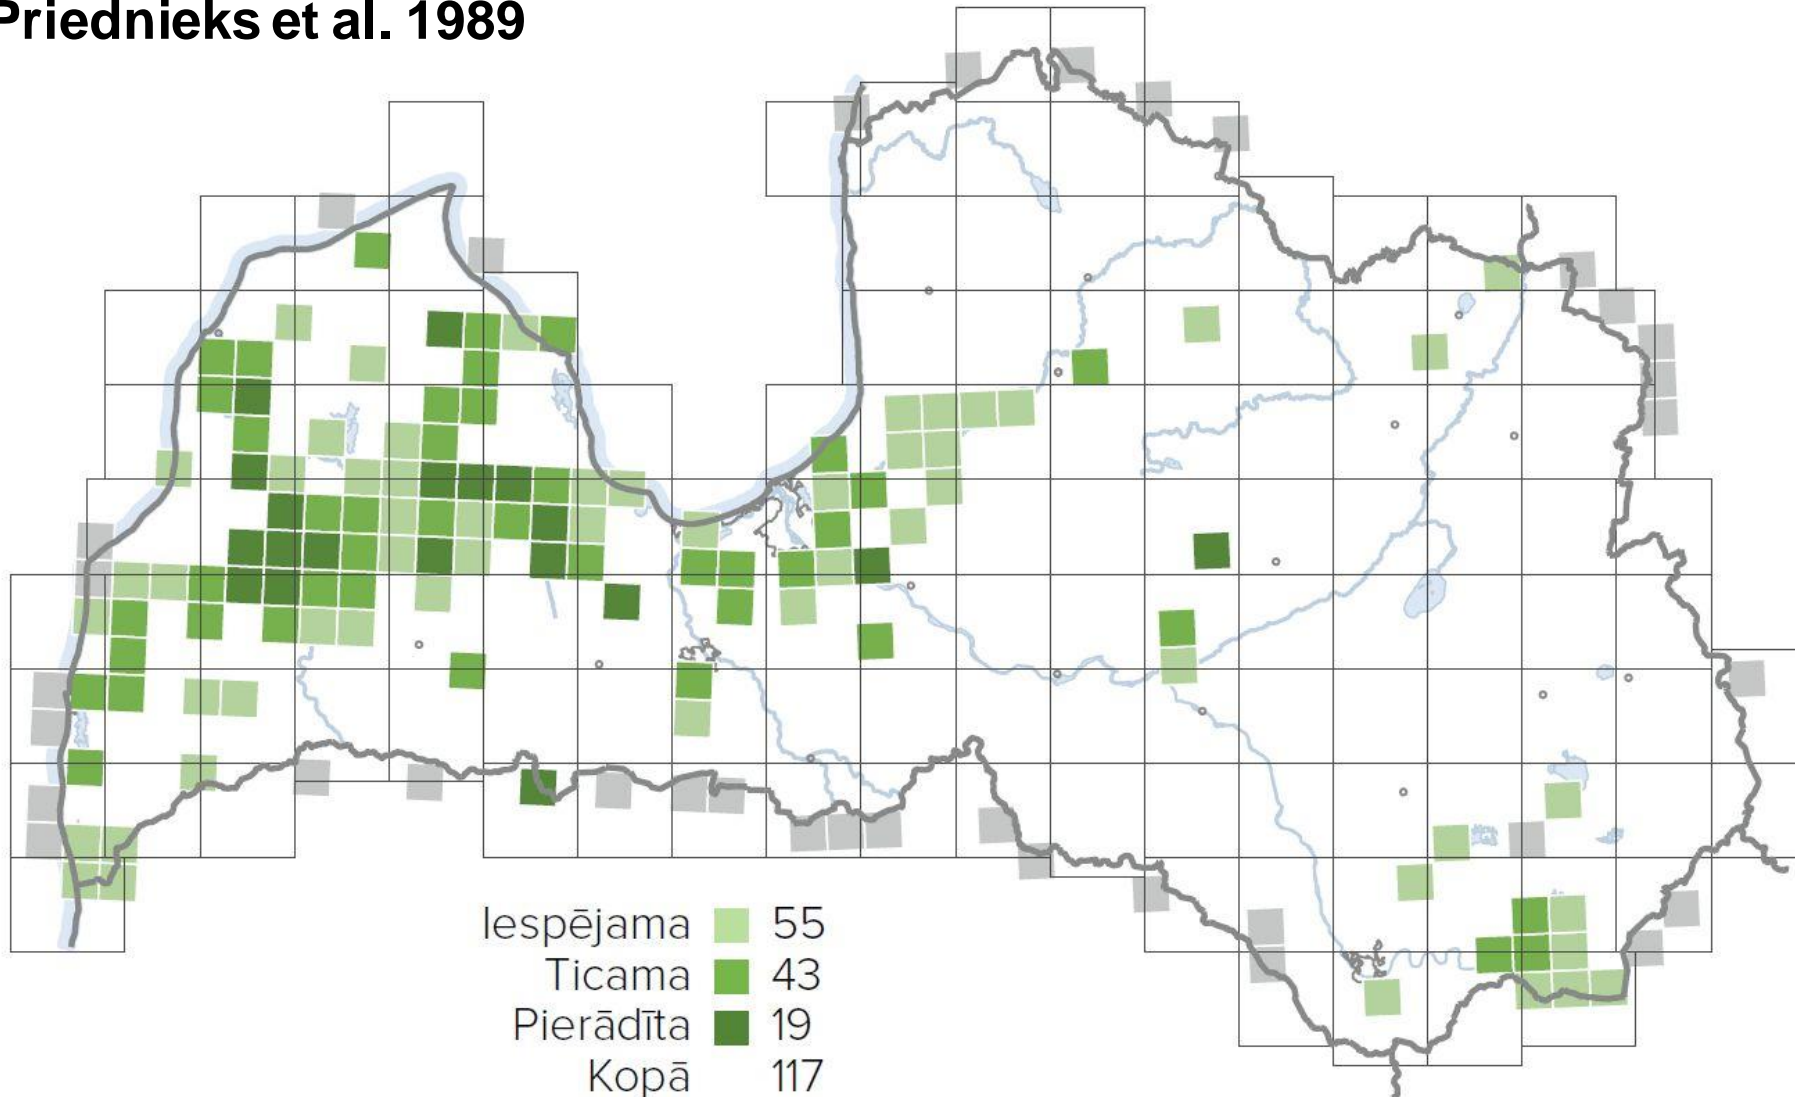 Priednieks et al. 1989
Iespējama 55
Ticama 43
Pierādīta 19
Kopā 117